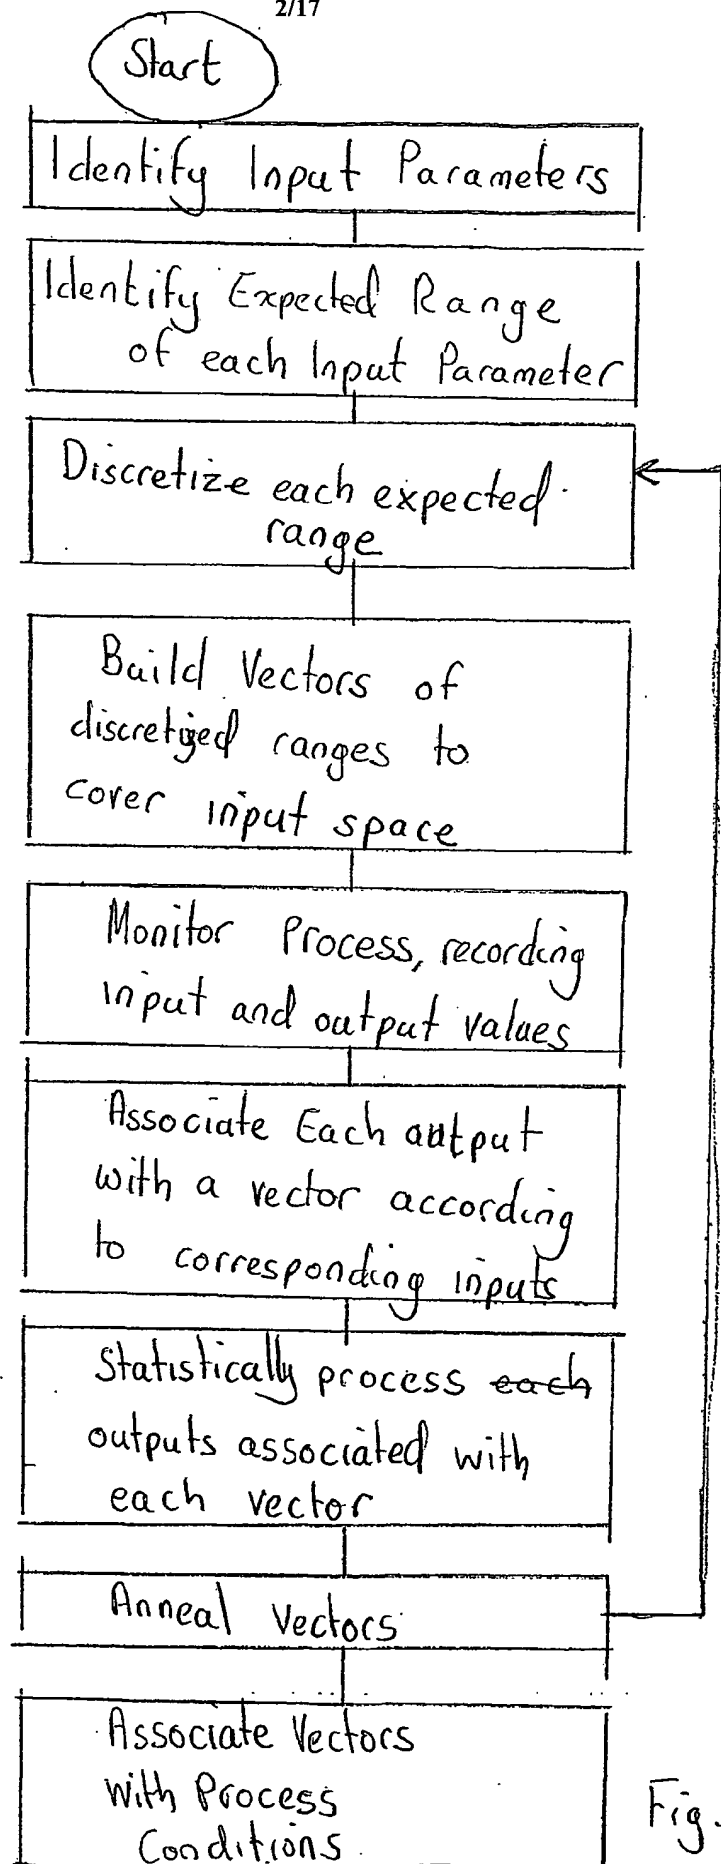 2/17
Start
Identify Input Parameters
Identify Expected Range
of each Input Parameter
Discretize each expected
range
Build Vectors of
discretized ranges to
cover input space
Monitor Process, recording
input and output values
Associate Each output
with a vector according
to corresponding inputs
Statistically process each
outputs associated with
each vector
Anneal Vectors
Associate Vectors
With Process
Conditions
Fig.